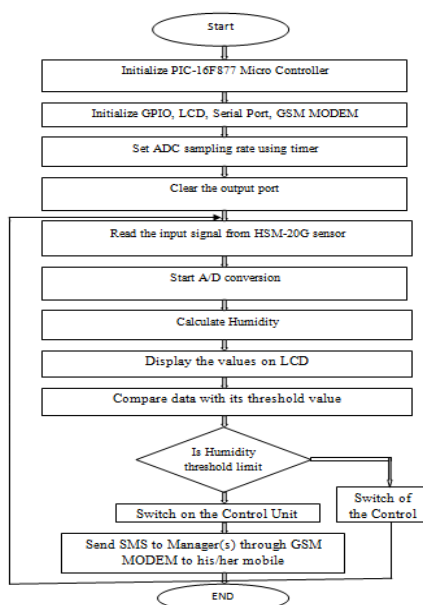 Start
Initialize PIC-16F877 Micro Controller
Initialize GPIO, LCD, Serial Port, GSM MODEM
Set ADC sampling rate using timer
Clear the output port
Read the input signal from HSM-20G sensor
Start A/D conversion
Calculate Humidity
Display the values on LCD
Compare data with its threshold value
Is Humidity
threshold limit
Switch on the Control Unit
Switch of
the Control
Send SMS to Manager(s) through GSM
MODEM to his/her mobile
END